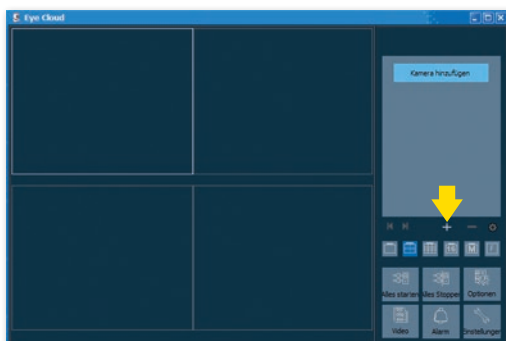 Eye Cloud
Kamera hinzufügen
Alles starten Alles Stoppen Optionen
Video Alarm Einstellungen